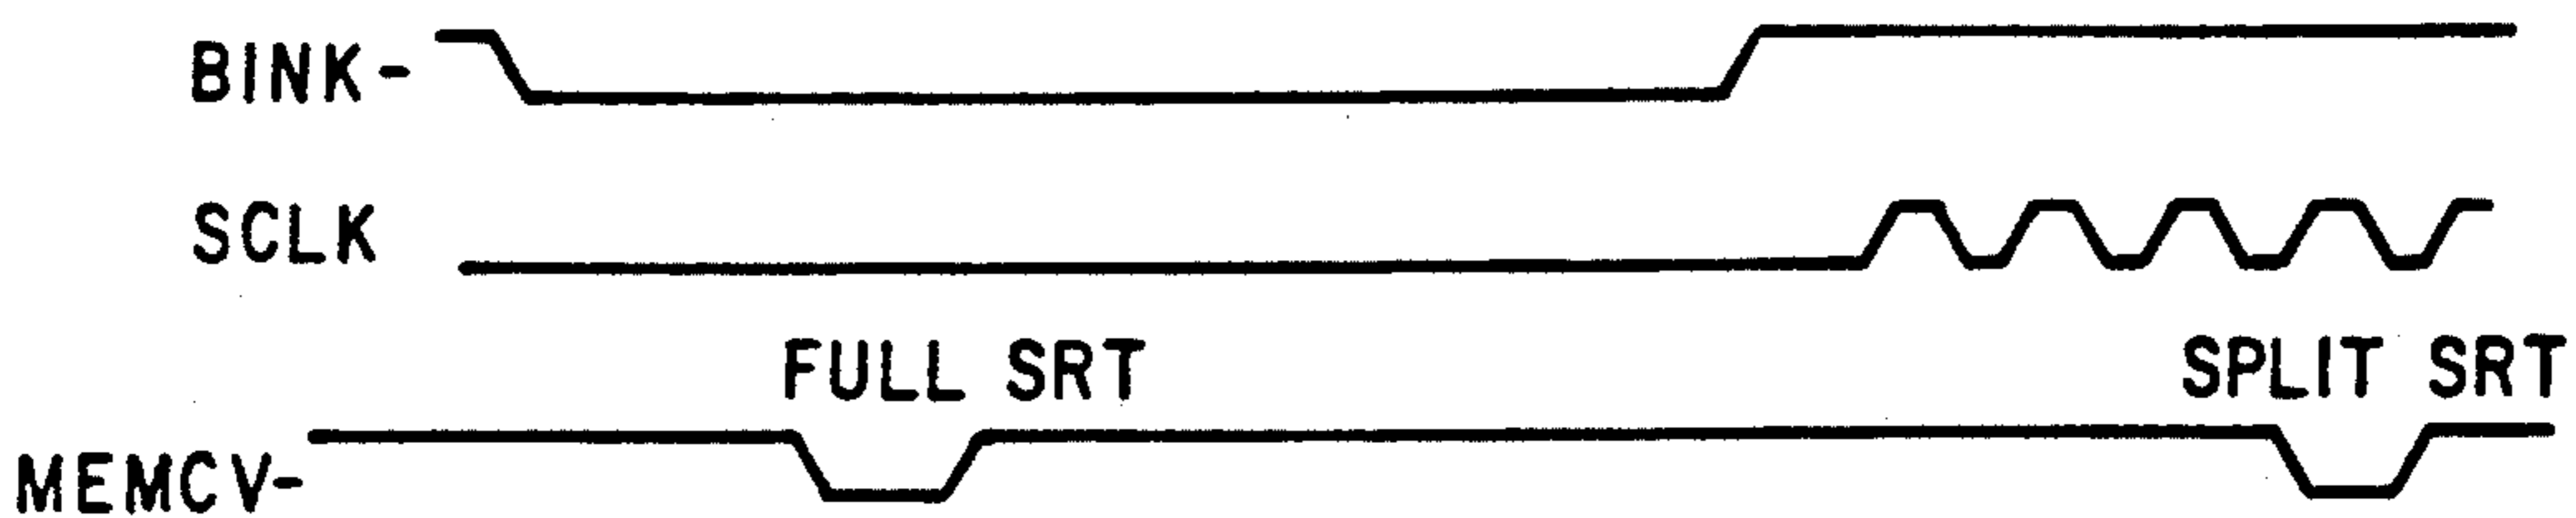 BINK-
SCLK
FULL SRT
SPLIT SRT
MEMCV-